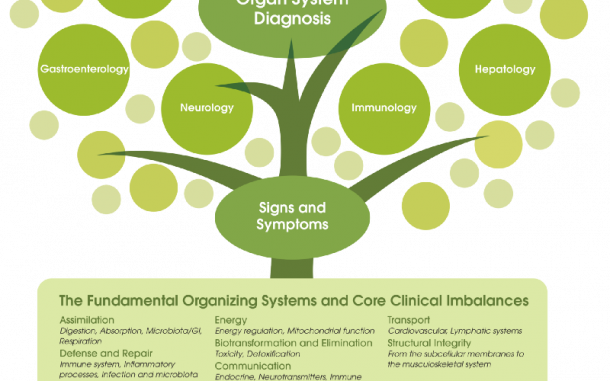 Organ System
Diagnosis
Gastroenterology
Hepatology
Neurology
Immunology
Signs and
Symptoms
The Fundamental Organizing Systems and Core Clinical Imbalances
Assimilation
Digestion, Absorption, Microbiota/GI,
Respiration
Defense and Repair
Immune system, Inflammatory
processes, Infection and microbiota
Energy
Energy regulation, Mitochondrial function
Biotransformation and Elimination
Toxicity, Detoxification
Communication
Endocrine, Neurotransmitters, Immune
Transport
Cardiovascular, Lymphatic systems
Structural Integrity
From the subcellular membranes to
the musculoskeletal system